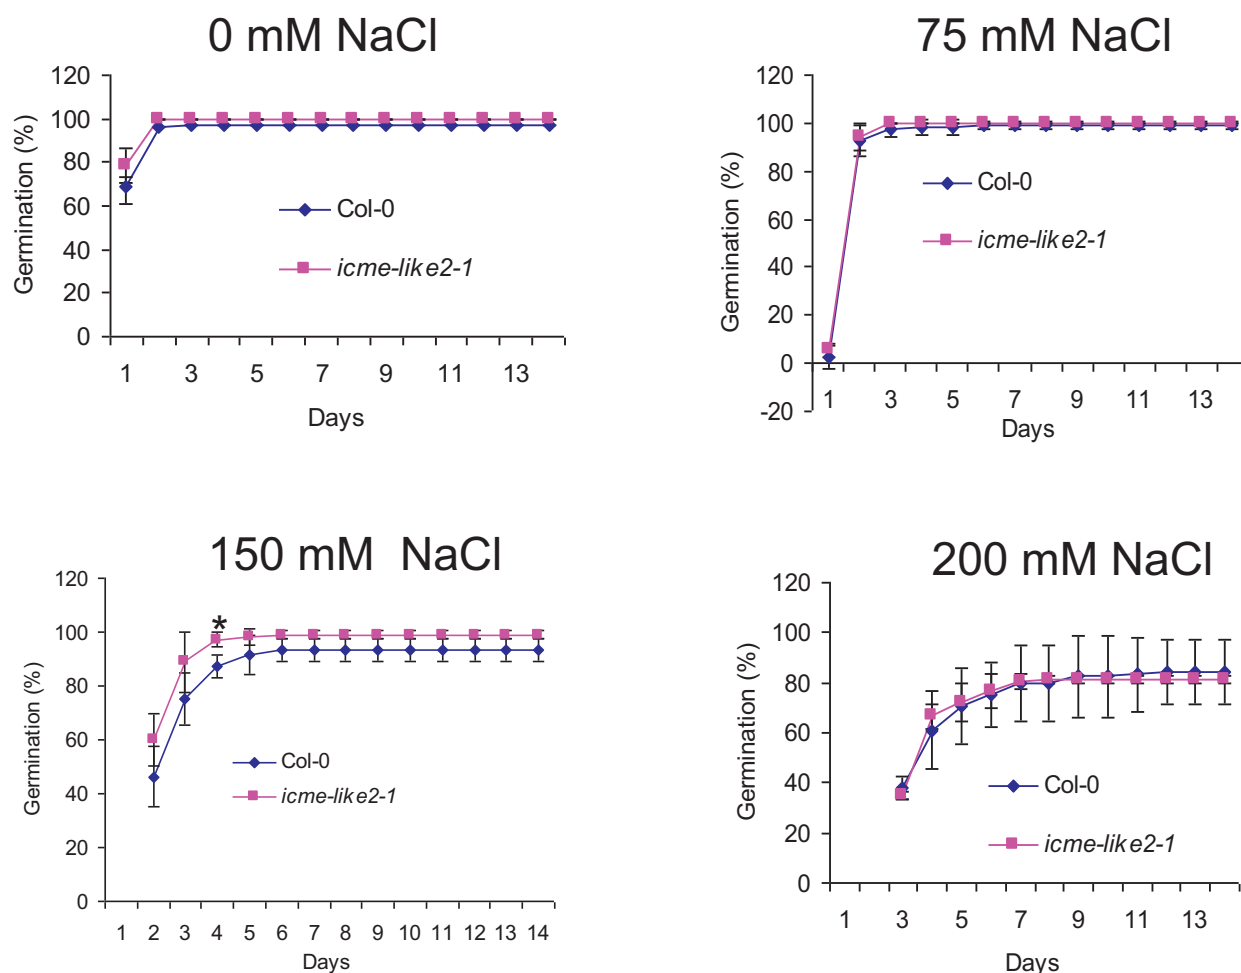 0 mM NaCl
Germination (%)
120
100
80
60
40
20
0
Col-0
icme-like2-1
1 3 5 7 9 11 13
Days
75 mM NaCl
Germination (%)
120
100
80
60
40
20
0
-20
Col-0
icme-like2-1
1 3 5 7 9 11 13
Days
150 mM NaCl
Germination (%)
120
100
80
60
40
20
0
*
Col-0
icme-like2-1
1 2 3 4 5 6 7 8 9 10 11 12 13 14
Days
200 mM NaCl
Germination (%)
120
100
80
60
40
20
0
Col-0
icme-like2-1
1 3 5 7 9 11 13
Days